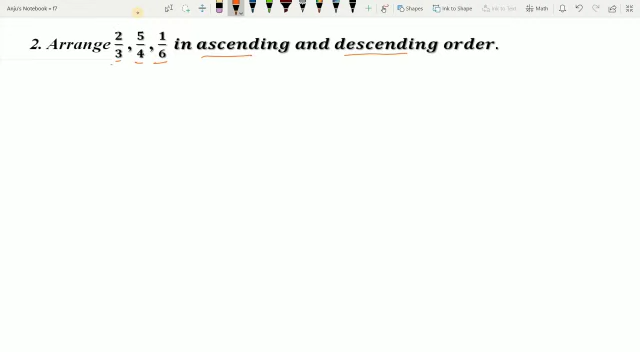 Anju's Notebook » 17 Shapes Ink to Shape Ink to Text Math
2. Arrange 2/3, 5/4, 1/6 in ascending and descending order.